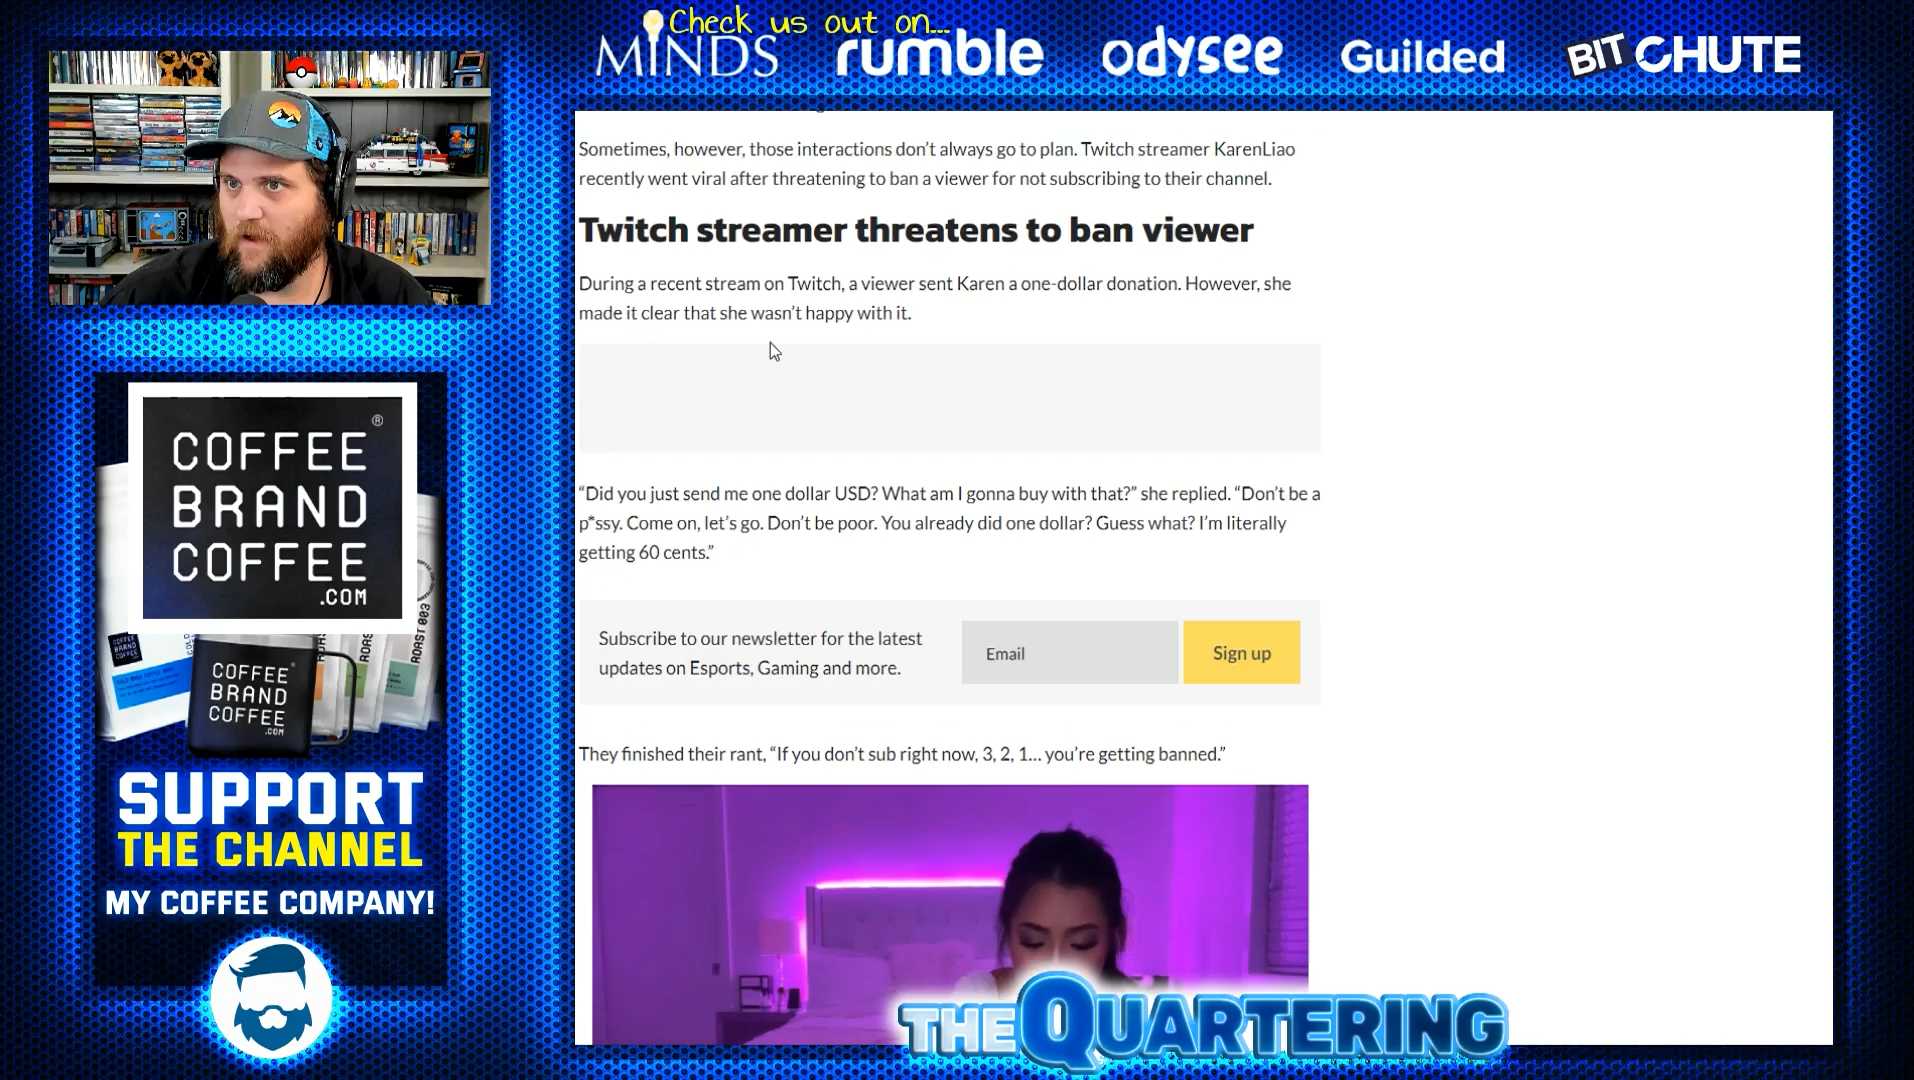 Check us out on...
MINDS rumble odysee Guilded BITCHUTE
Sometimes, however, those interactions don’t always go to plan. Twitch streamer KarenLiao
recently went viral after threatening to ban a viewer for not subscribing to their channel.
Twitch streamer threatens to ban viewer
During a recent stream on Twitch, a viewer sent Karen a one-dollar donation. However, she
made it clear that she wasn’t happy with it.
“Did you just send me one dollar USD? What am I gonna buy with that?” she replied. “Don’t be a
p*ssy. Come on, let’s go. Don’t be poor. You already did one dollar? Guess what? I’m literally
getting 60 cents.”
Subscribe to our newsletter for the latest
updates on Esports, Gaming and more.
Email
Sign up
They finished their rant, “If you don’t sub right now, 3, 2, 1… you’re getting banned.”
THEQUARTERING
COFFEE ®
BRAND
COFFEE
.COM
ROAST 003
COFFEE
BRAND
COFFEE
.COM
SUPPORT
THE CHANNEL
MY COFFEE COMPANY!